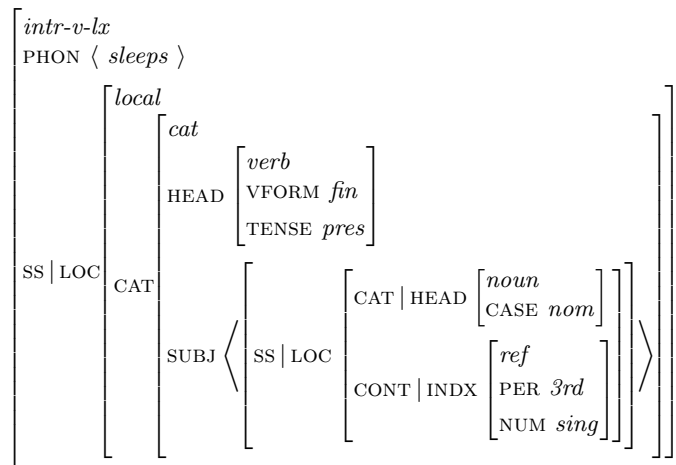 intr-v-lx
PHON ⟨ sleeps ⟩
local
cat
verb
HEAD VFORM fin
TENSE pres
SS|LOC CAT
noun
CAT|HEAD CASE nom
SUBJ ⟨ SS|LOC ⟩
ref
CONT|INDX PER 3rd
NUM sing